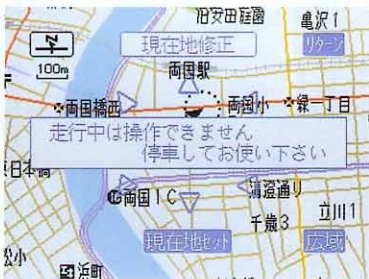 旧安田庭園
亀沢1
現在地修正
リターン
100m
両国駅
両国橋西
両国小
緑一丁目
走行中は操作できません
停車してお使い下さい
東日本橋
両国IC
清澄通り
千歳3
立川1
現在地セット
広域
浜町